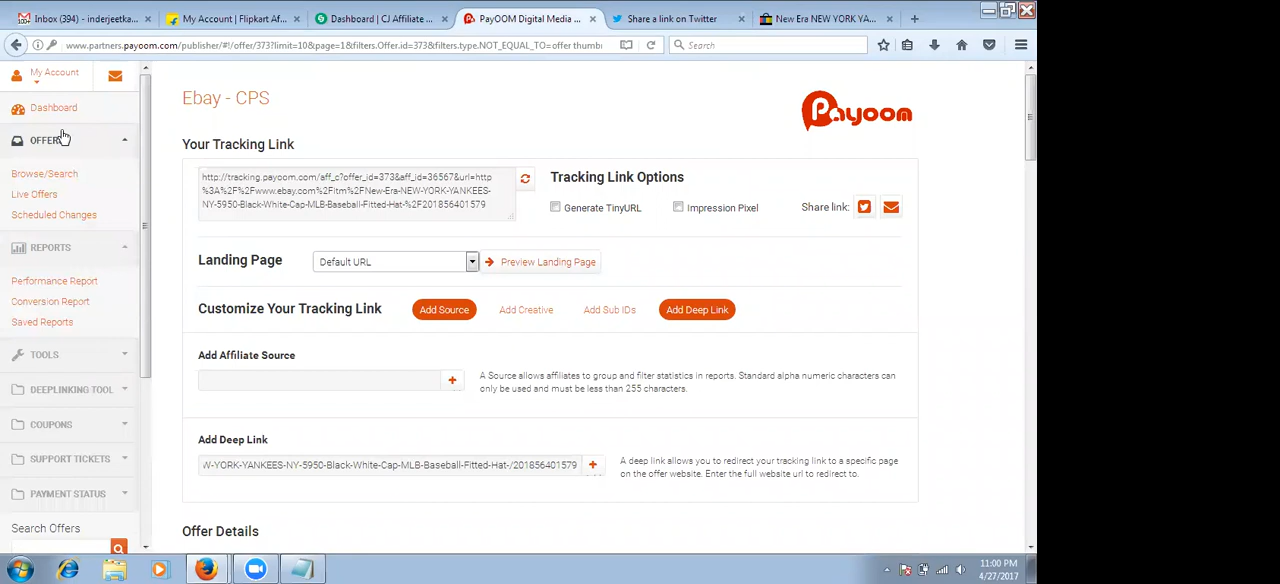 Inbox (394) - inderjeetka...
My Account | Flipkart Aff...
Dashboard | CJ Affiliate ...
PayOOM Digital Media ...
Share a link on Twitter
New Era NEW YORK YA...
www.partners.payoom.com/publisher/#!/offer/373?limit=10&page=1&filters.Offer.id=373&filters.type.NOT_EQUAL_TO=offer thumbi
Search
My Account
Dashboard
OFFERS
Browse/Search
Live Offers
Scheduled Changes
REPORTS
Performance Report
Conversion Report
Saved Reports
TOOLS
DEEPLINKING TOOL
COUPONS
SUPPORT TICKETS
PAYMENT STATUS
Search Offers
Ebay - CPS
Payoom
Your Tracking Link
http://tracking.payoom.com/aff_c?offer_id=373&aff_id=36567&url=http
%3A%2F%2Fwww.ebay.com%2Fitm%2FNew-Era-NEW-YORK-YANKEES-
NY-5950-Black-White-Cap-MLB-Baseball-Fitted-Hat-%2F201856401579
Tracking Link Options
Generate TinyURL
Impression Pixel
Share link:
Landing Page
Default URL
Preview Landing Page
Customize Your Tracking Link
Add Source
Add Creative
Add Sub IDs
Add Deep Link
Add Affiliate Source
A Source allows affiliates to group and filter statistics in reports. Standard alpha numeric characters can
only be used and must be less than 255 characters.
Add Deep Link
W-YORK-YANKEES-NY-5950-Black-White-Cap-MLB-Baseball-Fitted-Hat-/201856401579
A deep link allows you to redirect your tracking link to a specific page
on the offer website. Enter the full website url to redirect to.
Offer Details
11:00 PM
4/27/2017